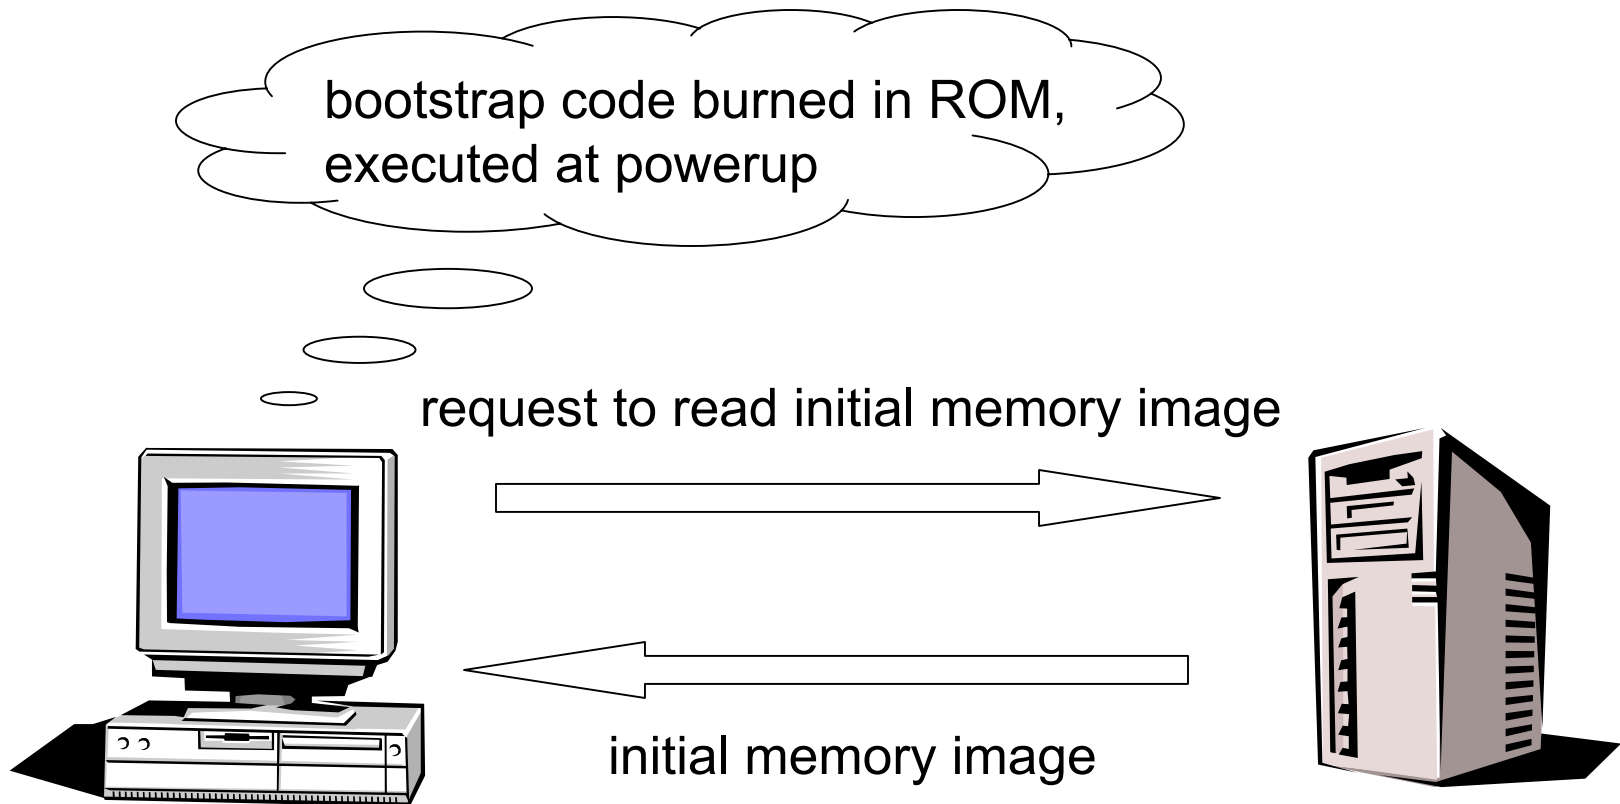 bootstrap code burned in ROM,
executed at powerup
request to read initial memory image
initial memory image